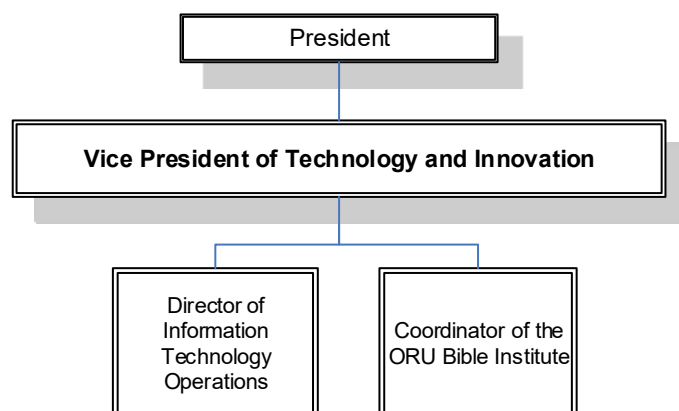 President
Vice President of Technology and Innovation
Director of
Information
Technology
Operations
Coordinator of the
ORU Bible Institute